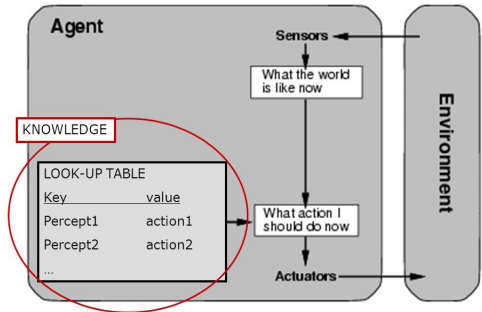 Agent
Sensors
What the world
is like now
KNOWLEDGE
LOOK-UP TABLE
Key value
Percept1 action1
Percept2 action2
...
What action I
should do now
Actuators
Environment